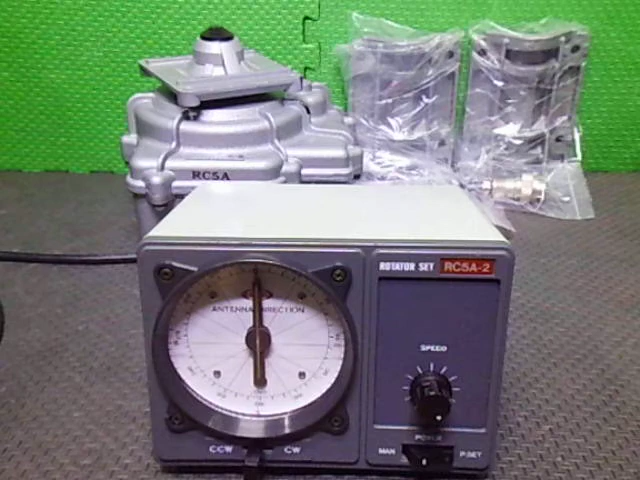 RC5A
ROTATOR SET RC5A-2
ANTENNA DIRECTION
SPEED
POWER
MAN P.SET
CCW CW